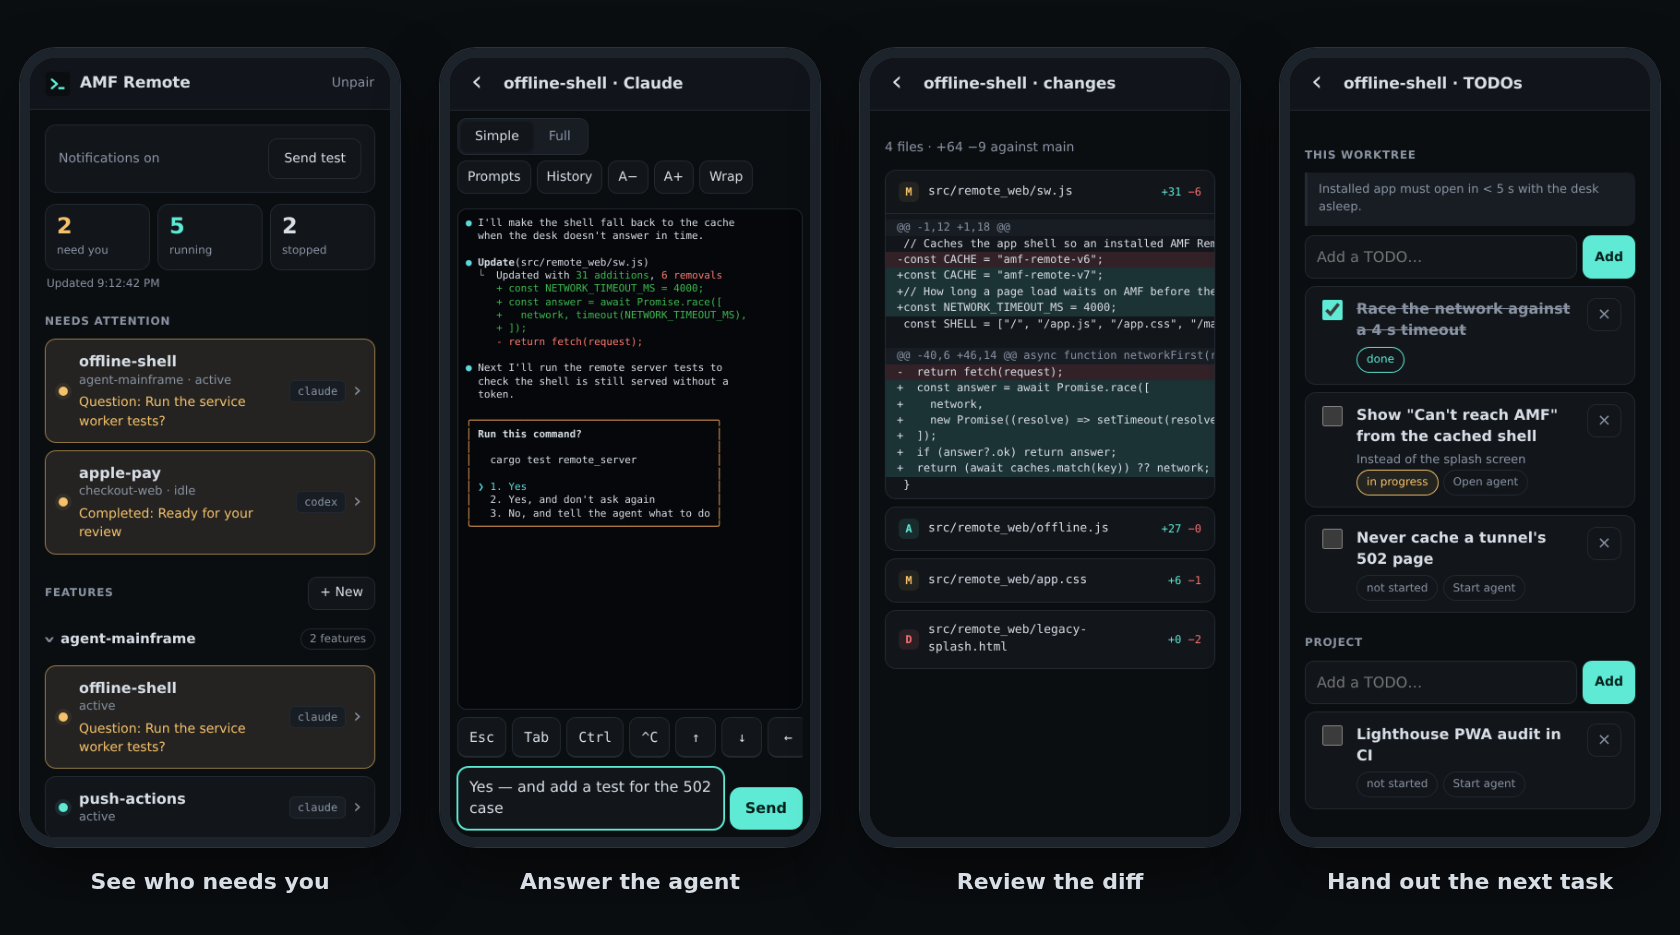 AMF Remote
Unpair
Notifications on
Send test
2
need you
5
running
2
stopped
Updated 9:12:42 PM
NEEDS ATTENTION
offline-shell
agent-mainframe · active
Question: Run the service
worker tests?
claude
apple-pay
checkout-web · idle
Completed: Ready for your
review
codex
FEATURES
+ New
agent-mainframe
2 features
offline-shell
active
Question: Run the service
worker tests?
claude
push-actions
active
claude
See who needs you
offline-shell · Claude
Simple
Full
Prompts
History
A−
A+
Wrap
● I'll make the shell fall back to the cache
when the desk doesn't answer in time.
● Update(src/remote_web/sw.js)
└ Updated with 31 additions, 6 removals
+ const NETWORK_TIMEOUT_MS = 4000;
+ const answer = await Promise.race([
+   network, timeout(NETWORK_TIMEOUT_MS),
+ ]);
- return fetch(request);
● Next I'll run the remote server tests to
check the shell is still served without a
token.
Run this command?
cargo test remote_server
❯ 1. Yes
2. Yes, and don't ask again
3. No, and tell the agent what to do
Esc
Tab
Ctrl
^C
↑
↓
←
Yes — and add a test for the 502
case
Send
Answer the agent
offline-shell · changes
4 files · +64 −9 against main
M src/remote_web/sw.js +31 −6
@@ -1,12 +1,18 @@
// Caches the app shell so an installed AMF Rem
-const CACHE = "amf-remote-v6";
+const CACHE = "amf-remote-v7";
+// How long a page load waits on AMF before the
+const NETWORK_TIMEOUT_MS = 4000;
const SHELL = ["/", "/app.js", "/app.css", "/ma
@@ -40,6 +46,14 @@ async function networkFirst(r
-  return fetch(request);
+  const answer = await Promise.race([
+    network,
+    new Promise((resolve) => setTimeout(resolve
+  ]);
+  if (answer?.ok) return answer;
+  return (await caches.match(key)) ?? network;
}
A src/remote_web/offline.js +27 −0
M src/remote_web/app.css +6 −1
D src/remote_web/legacy-
splash.html +0 −2
Review the diff
offline-shell · TODOs
THIS WORKTREE
Installed app must open in < 5 s with the desk
asleep.
Add a TODO…
Add
Race the network against
a 4 s timeout
done
Show "Can't reach AMF"
from the cached shell
Instead of the splash screen
in progress
Open agent
Never cache a tunnel's
502 page
not started
Start agent
PROJECT
Add a TODO…
Add
Lighthouse PWA audit in
CI
not started
Start agent
Hand out the next task